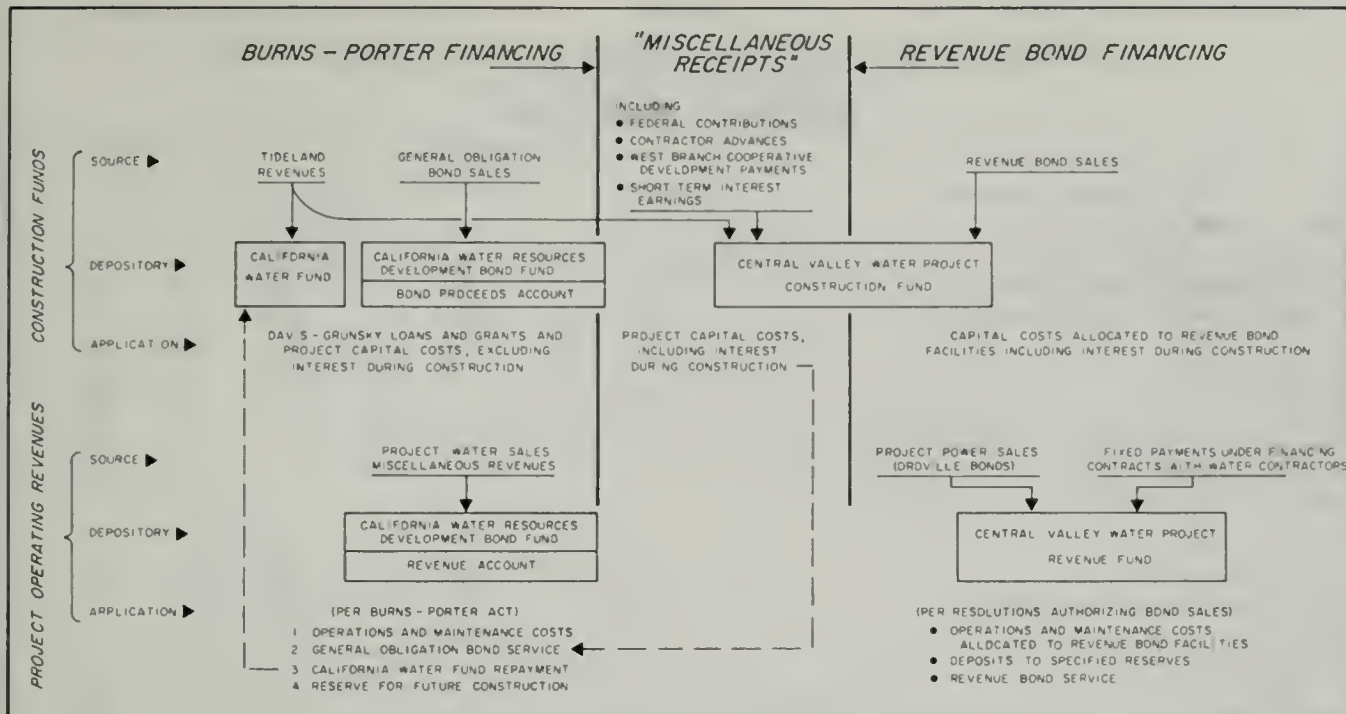 BURNS - PORTER FINANCING
"MISCELLANEOUS
RECEIPTS"
REVENUE BOND FINANCING
CONSTRUCTION FUNDS
SOURCE
TIDELAND
REVENUES
GENERAL OBLIGATION
BOND SALES
INCLUDING
• FEDERAL CONTRIBUTIONS
• CONTRACTOR ADVANCES
• WEST BRANCH COOPERATIVE
DEVELOPMENT PAYMENTS
• SHORT TERM INTEREST
EARNINGS
REVENUE BOND SALES
DEPOSITORY
CALIFORNIA
WATER FUND
CALIFORNIA WATER RESOURCES
DEVELOPMENT BOND FUND
BOND PROCEEDS ACCOUNT
CENTRAL VALLEY WATER PROJECT
CONSTRUCTION FUND
APPLICATION
DAVIS - GRUNSKY LOANS AND GRANTS AND
PROJECT CAPITAL COSTS, EXCLUDING
INTEREST DURING CONSTRUCTION
PROJECT CAPITAL COSTS,
INCLUDING INTEREST
DURING CONSTRUCTION
CAPITAL COSTS ALLOCATED TO REVENUE BOND
FACILITIES INCLUDING INTEREST DURING CONSTRUCTION
PROJECT OPERATING REVENUES
SOURCE
PROJECT WATER SALES
MISCELLANEOUS REVENUES
PROJECT POWER SALES
(OROVILLE BONDS)
FIXED PAYMENTS UNDER FINANCING
CONTRACTS WITH WATER CONTRACTORS
DEPOSITORY
CALIFORNIA WATER RESOURCES
DEVELOPMENT BOND FUND
REVENUE ACCOUNT
CENTRAL VALLEY WATER PROJECT
REVENUE FUND
APPLICATION
(PER BURNS - PORTER ACT)
1 OPERATIONS AND MAINTENANCE COSTS
2 GENERAL OBLIGATION BOND SERVICE
3 CALIFORNIA WATER FUND REPAYMENT
4 RESERVE FOR FUTURE CONSTRUCTION
(PER RESOLUTIONS AUTHORIZING BOND SALES)
• OPERATIONS AND MAINTENANCE COSTS
ALLOCATED TO REVENUE BOND FACILITIES
• DEPOSITS TO SPECIFIED RESERVES
• REVENUE BOND SERVICE